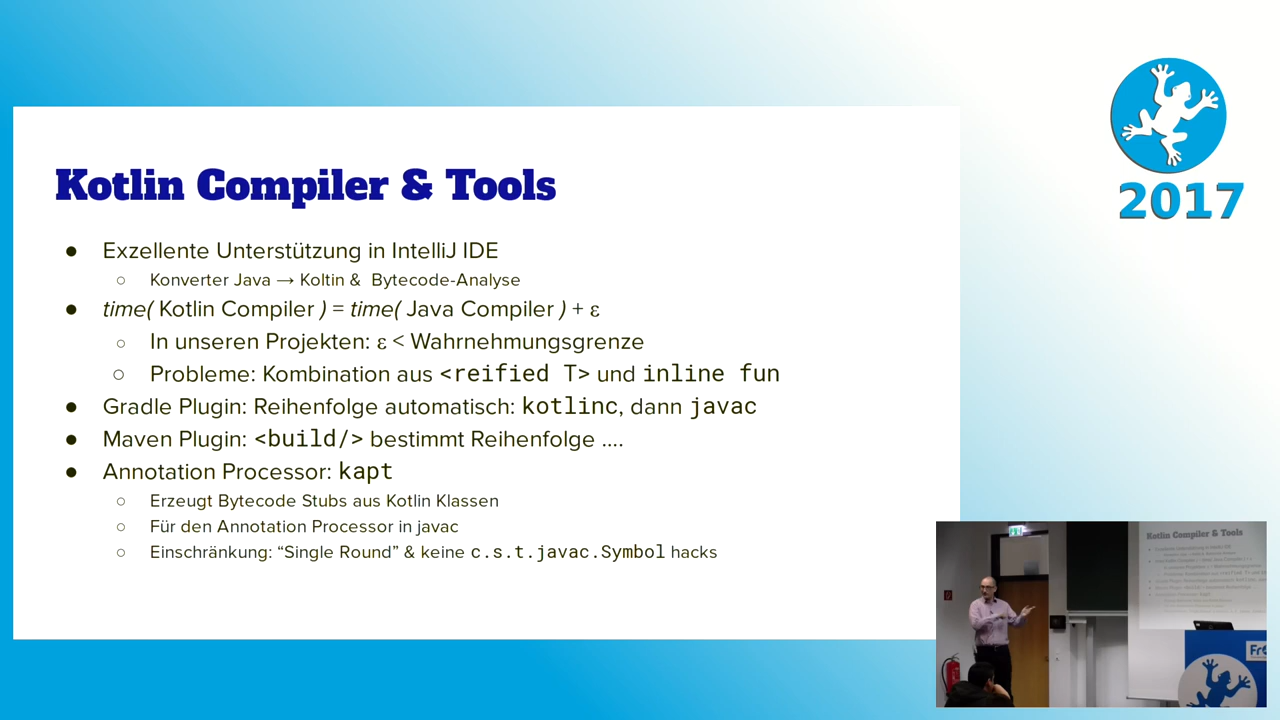 Kotlin Compiler & Tools
● Exzellente Unterstützung in IntelliJ IDE
○ Konverter Java → Koltin & Bytecode-Analyse
● time( Kotlin Compiler ) = time( Java Compiler ) + ε
○ In unseren Projekten: ε < Wahrnehmungsgrenze
○ Probleme: Kombination aus <reified T> und inline fun
● Gradle Plugin: Reihenfolge automatisch: kotlinc, dann javac
● Maven Plugin: <build/> bestimmt Reihenfolge ....
● Annotation Processor: kapt
○ Erzeugt Bytecode Stubs aus Kotlin Klassen
○ Für den Annotation Processor in javac
○ Einschränkung: “Single Round” & keine c.s.t.javac.Symbol hacks
2017
Kotlin Compiler & Tools